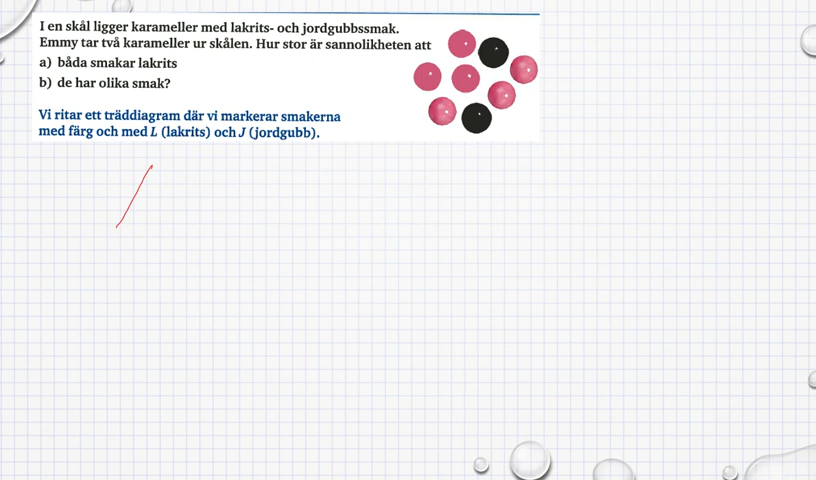 I en skål ligger karameller med lakrits- och jordgubbssmak.
Emmy tar två karameller ur skålen. Hur stor är sannolikheten att
a) båda smakar lakrits
b) de har olika smak?
Vi ritar ett träddiagram där vi markerar smakerna
med färg och med L (lakrits) och J (jordgubb).